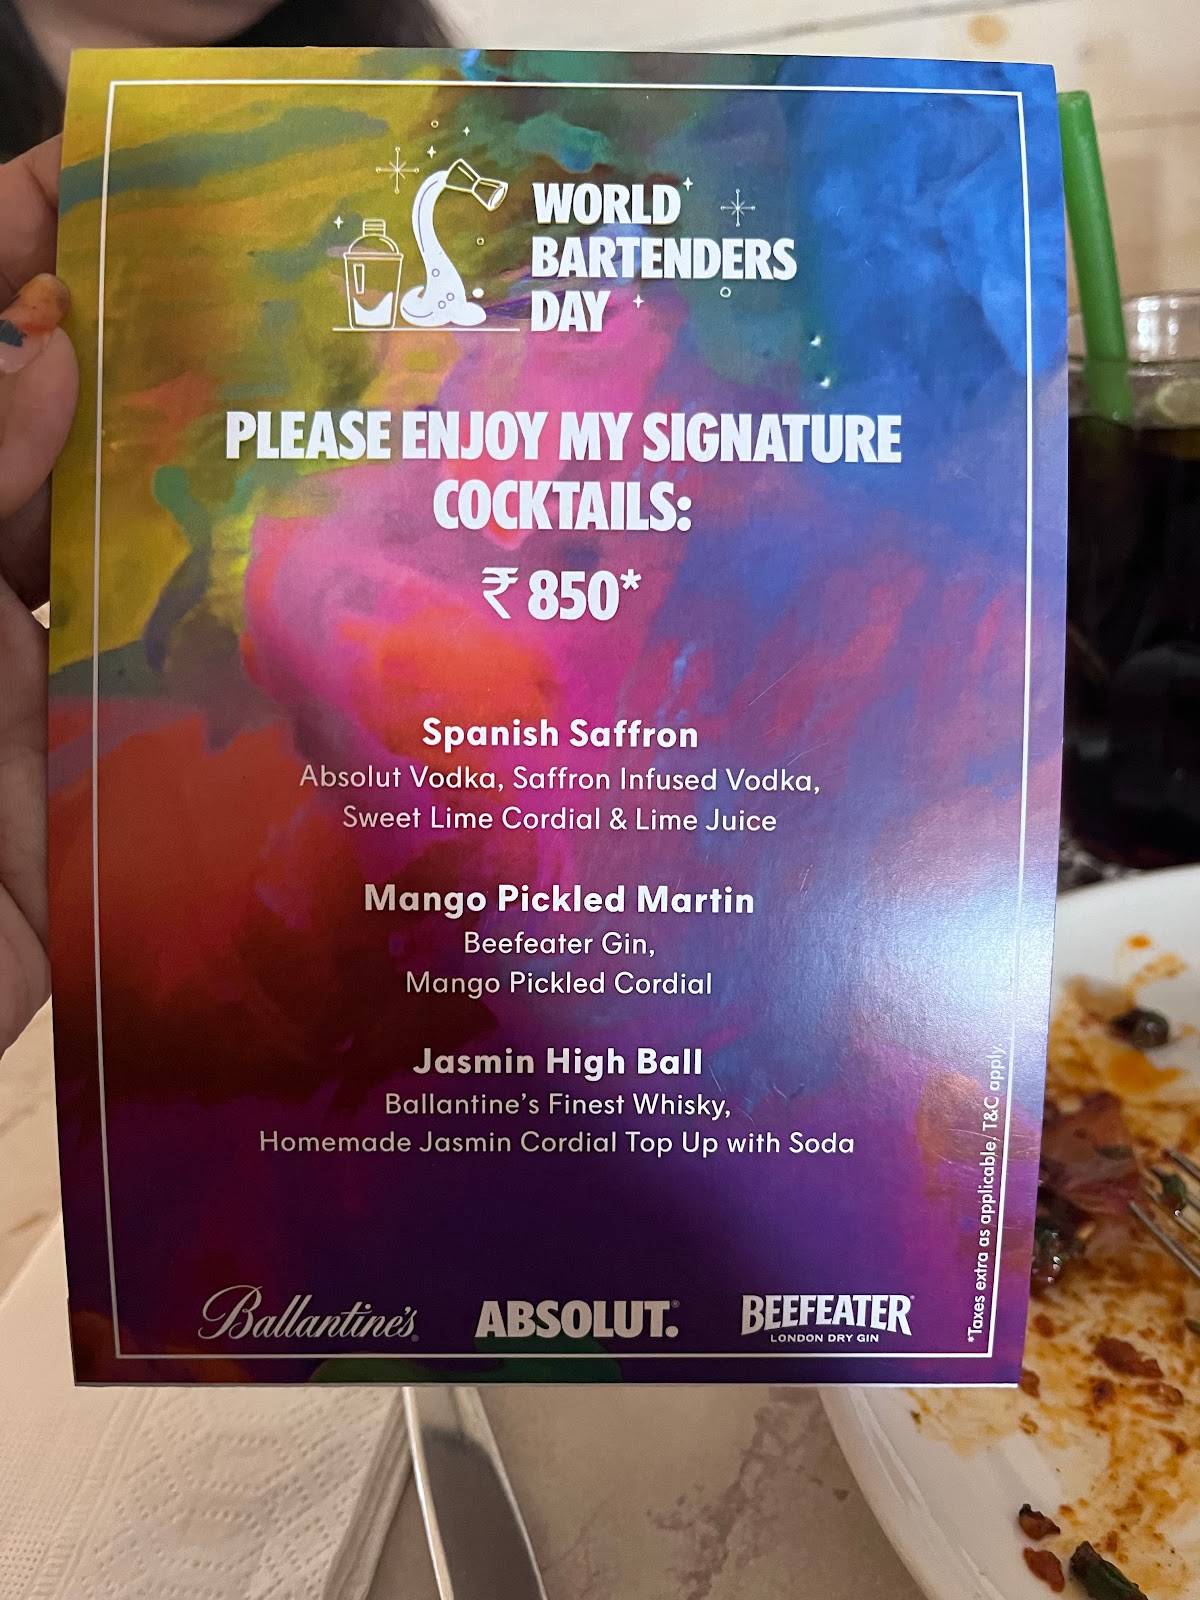 WORLD
BARTENDERS
DAY
PLEASE ENJOY MY SIGNATURE
COCKTAILS:
₹ 850*
Spanish Saffron
Absolut Vodka, Saffron Infused Vodka,
Sweet Lime Cordial & Lime Juice
Mango Pickled Martin
Beefeater Gin,
Mango Pickled Cordial
Jasmin High Ball
Ballantine's Finest Whisky,
Homemade Jasmin Cordial Top Up with Soda
*Taxes extra as applicable, T&C apply.
Ballantine's
ABSOLUT.
BEEFEATER
LONDON DRY GIN